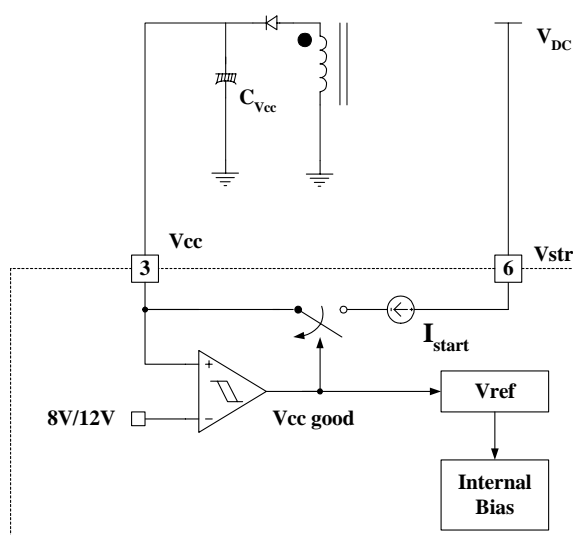 V_DC
C_Vcc
Vcc
Vstr
3
6
I_start
+
8V/12V
−
Vcc good
Vref
Internal
Bias